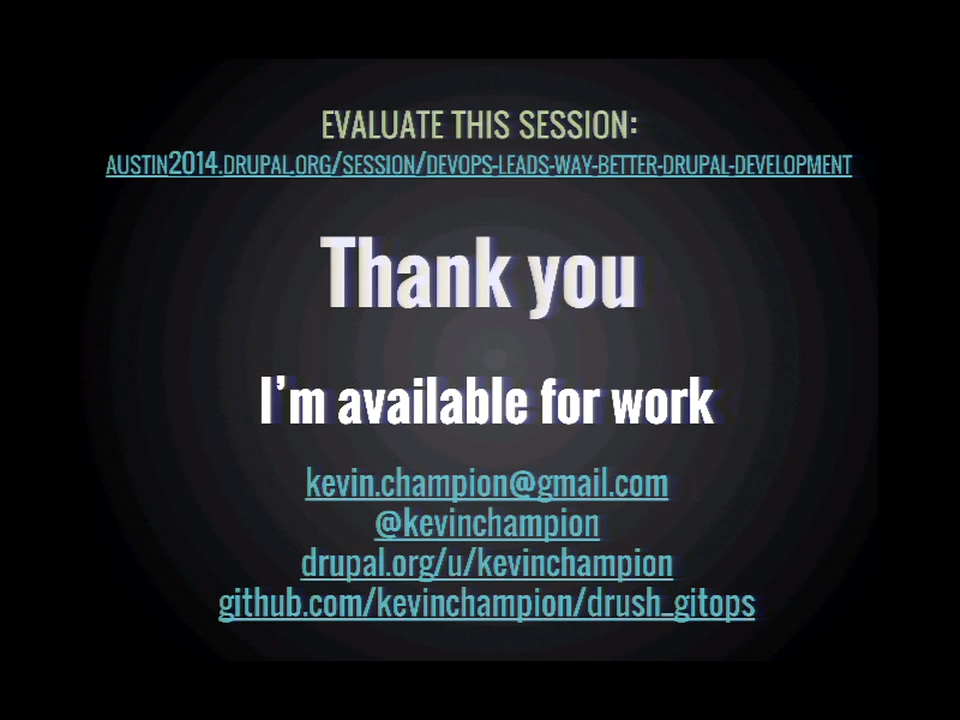 EVALUATE THIS SESSION:
AUSTIN2014.DRUPAL.ORG/SESSION/DEVOPS-LEADS-WAY-BETTER-DRUPAL-DEVELOPMENT
Thank you
I'm available for work
kevin.champion@gmail.com
@kevinchampion
drupal.org/u/kevinchampion
github.com/kevinchampion/drush_gitops